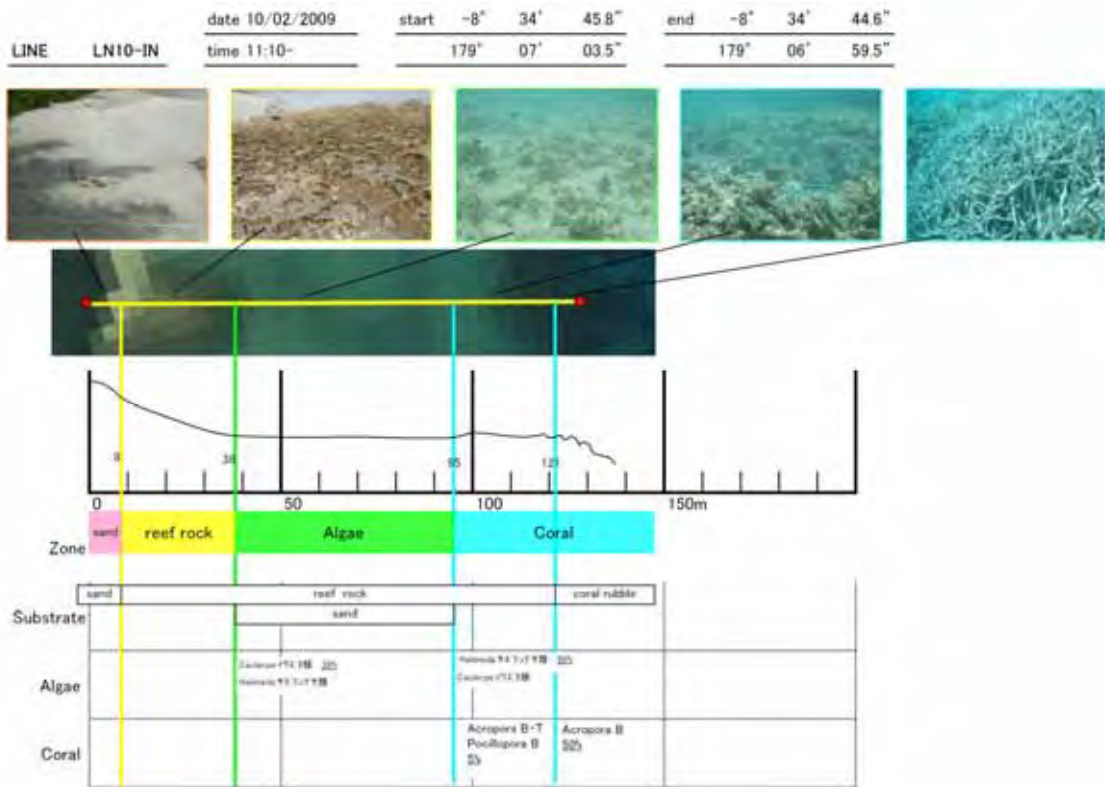 date 10/02/2009 start -8° 34' 45.8" end -8° 34' 44.6"
LINE LN10-IN time 11:10- 179° 07' 03.5" 179° 06' 59.5"
8 38 95 121
0 50 100 150m
Zone sand reef rock Algae Coral
Substrate sand reef rock coral rubble
sand
Algae
Coral
Acropora B・T
Pocillopora B
5%
Acropora B
50%